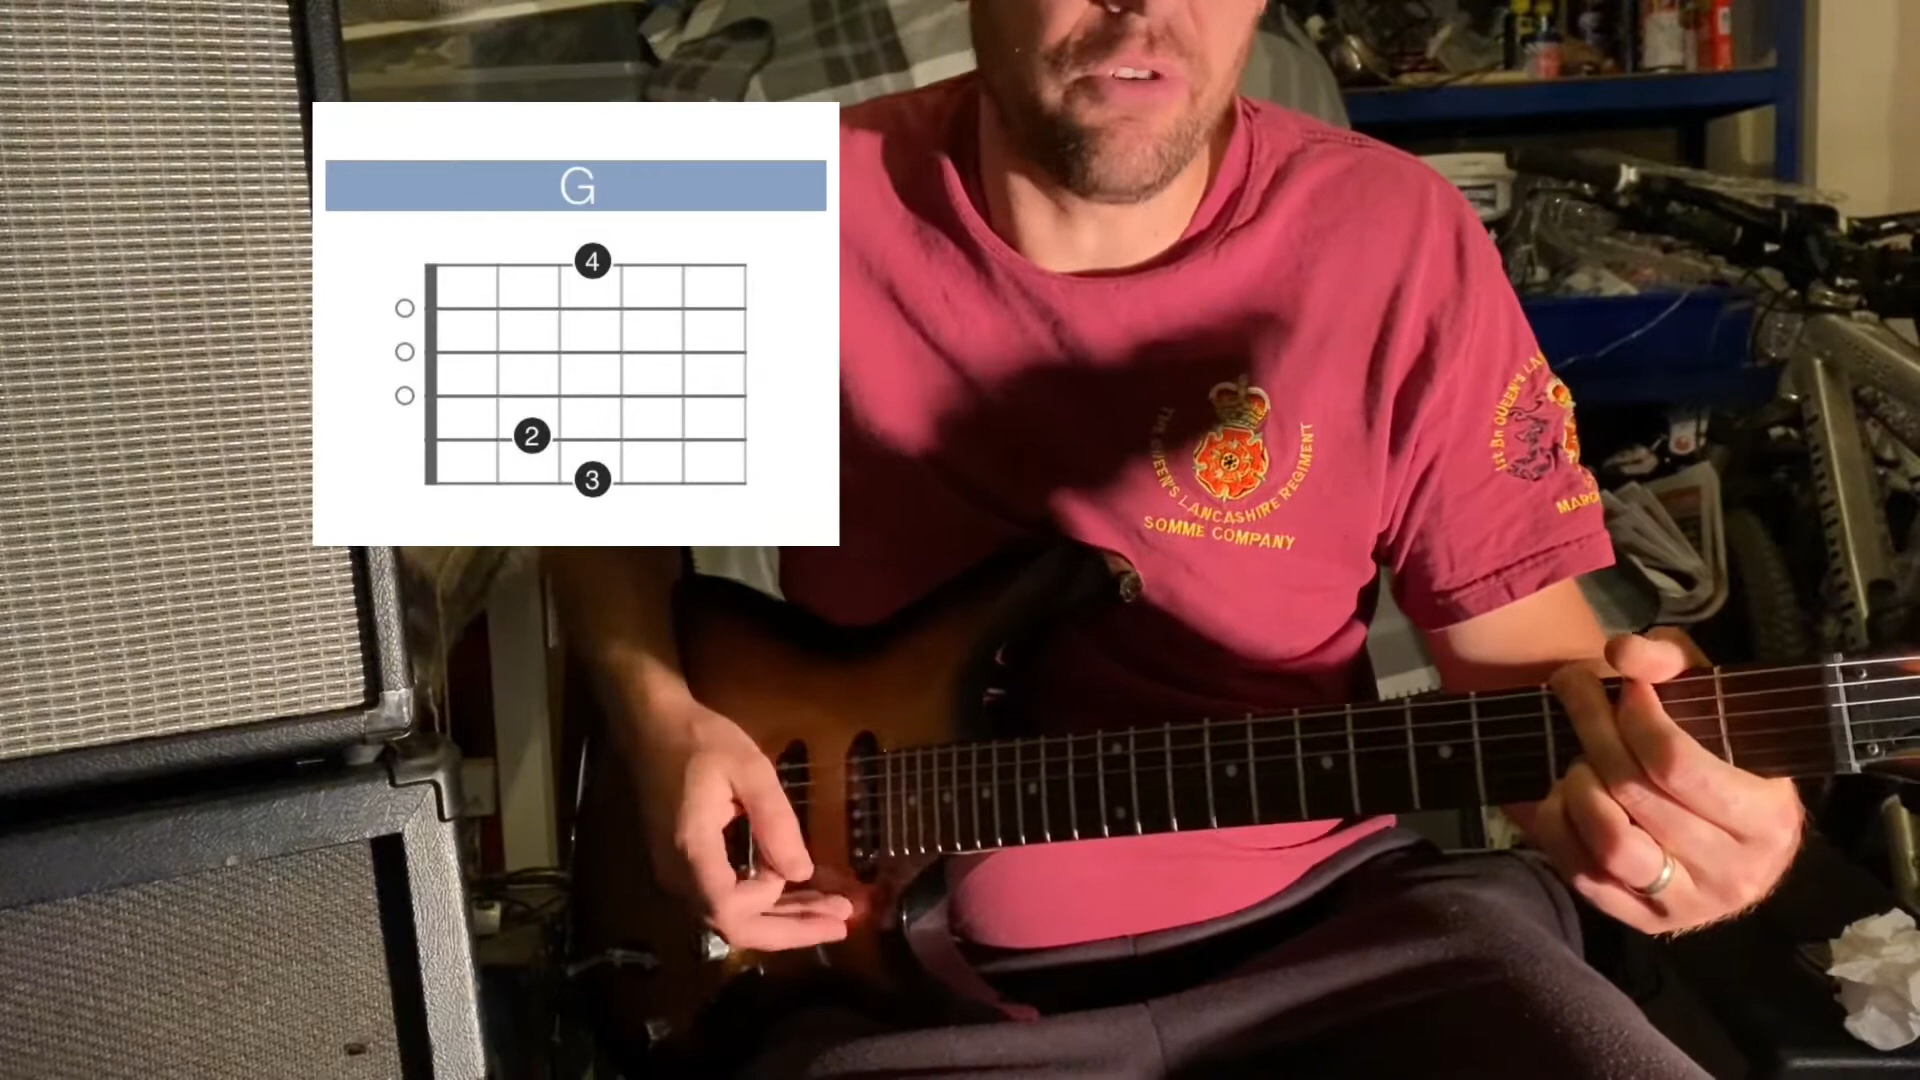 G
4
2
3
THE QUEEN'S LANCASHIRE REGIMENT
SOMME COMPANY
1st Bn QUEEN'S